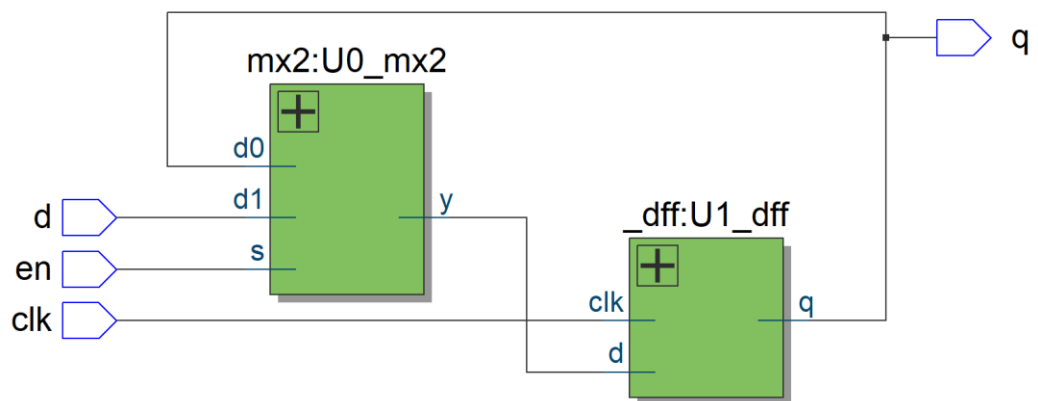 q
mx2:U0_mx2
d0
d
d1
y
_dff:U1_dff
en
s
clk
clk
q
d